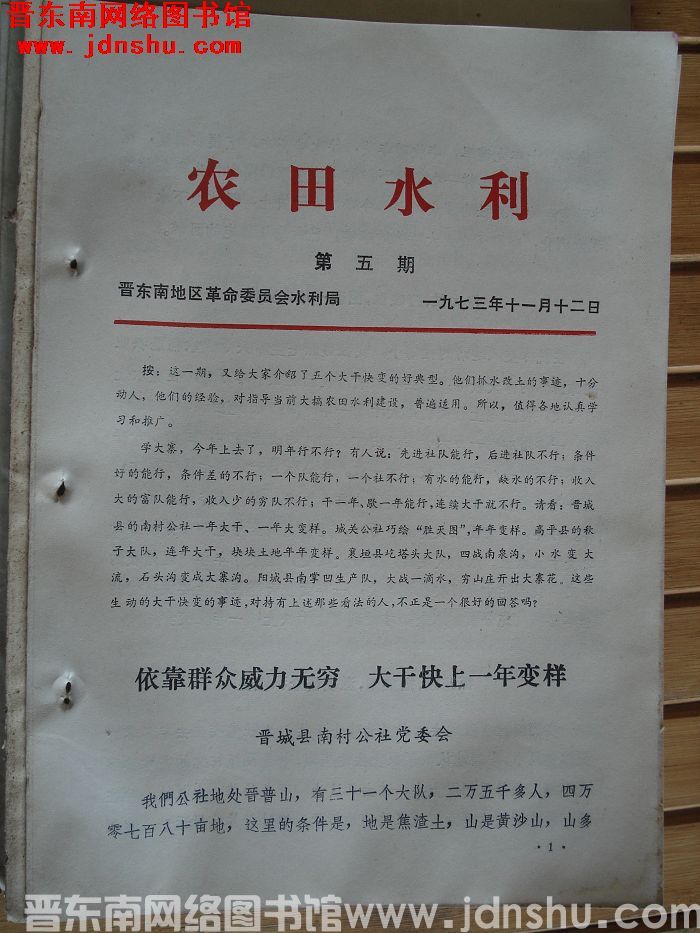 晋东南网络图书馆
www.jdnshu.com
农田水利
第五期
晋东南地区革命委员会水利局 一九七三年十一月十二日
按：这一期，又给大家介绍了五个大干快变的好典型。他们抓水改土的事迹，十分
动人，他们的经验，对指导当前大搞农田水利建设，普遍适用。所以，值得各地认真学
习和推广。
学大寨，今年上去了，明年行不行？有人说：先进社队能行，后进社队不行；条件
好的能行，条件差的不行；一个队能行，一个社不行；有水的能行，缺水的不行；收入
大的富队能行，收入少的穷队不行；干一年、歇一年能行，连续大干就不行。请看：晋城
县的南村公社一年大干、一年大变样。城关公社巧绘“胜天图”，年年变样。高平县的秋
子大队，连年大干，块块土地年年变样。襄垣县圪塔头大队，四战南泉沟，小水变大
流，石头沟变成大寨沟。阳城县南掌凹生产队，大战一滴水，穷山庄开出大寨花。这些
生动的大干快变的事迹，对持有上述那些看法的人，不正是一个很好的回答吗？
依靠群众威力无穷 大干快上一年变样
晋城县南村公社党委会
我們公社地处晉普山，有三十一个大队，二万五千多人，四万
零七百八十亩地，这里的条件是，地是焦渣土，山是黄沙山，山多
·1·
晋东南网络图书馆www.jdnshu.com